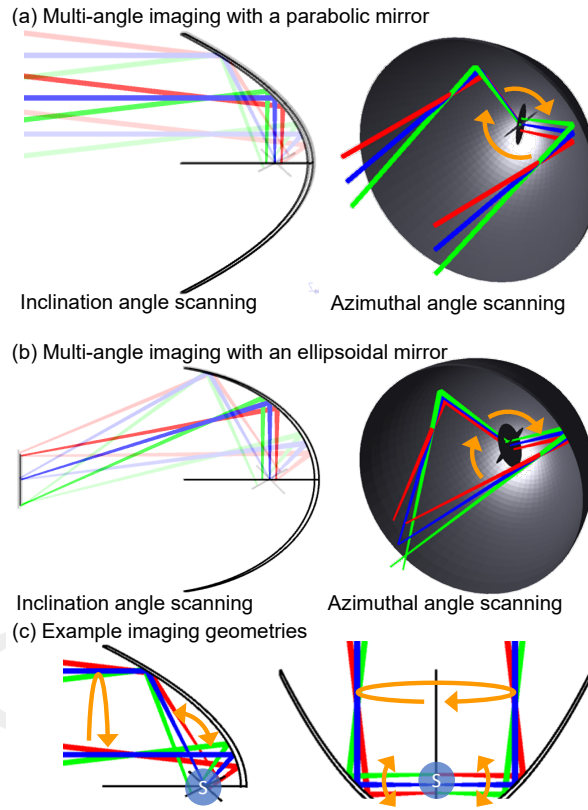 (a) Multi-angle imaging with a parabolic mirror
Inclination angle scanning
Azimuthal angle scanning
(b) Multi-angle imaging with an ellipsoidal mirror
Inclination angle scanning
Azimuthal angle scanning
(c) Example imaging geometries
S
S